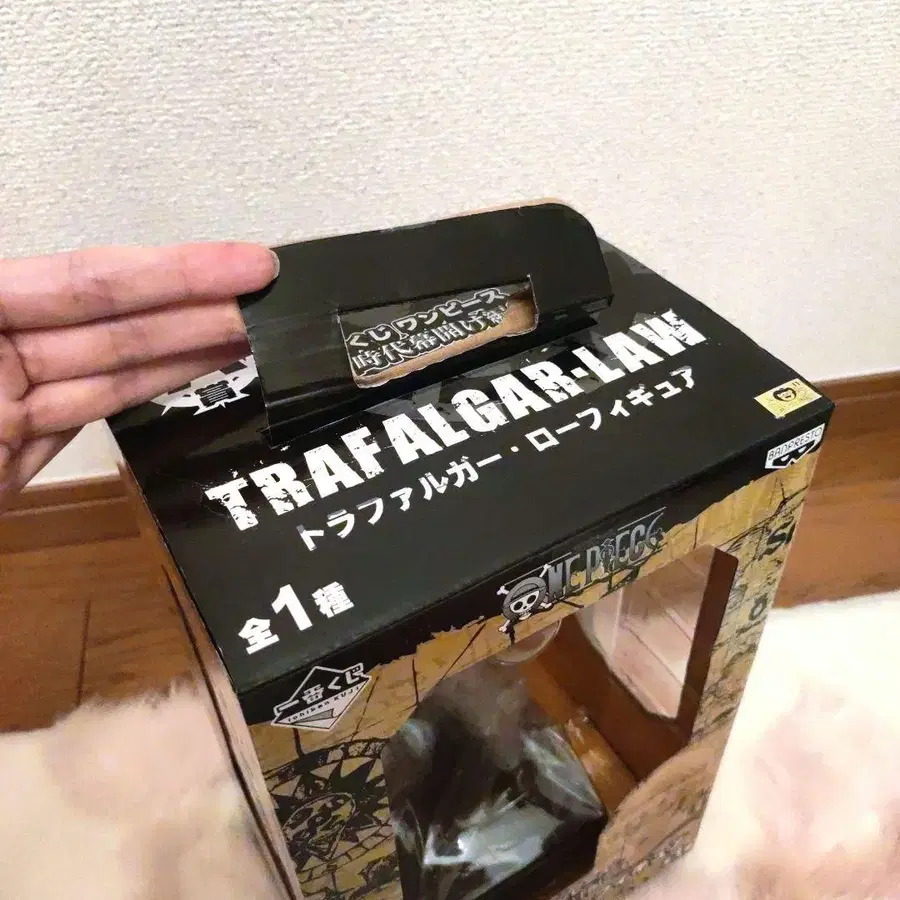 くじ ワンピース
時代幕開け
賞
TRAFALGAR·LAW
トラファルガー・ローフィギュア
BANPRESTO
全1種
ONE PIECE
一番くじ